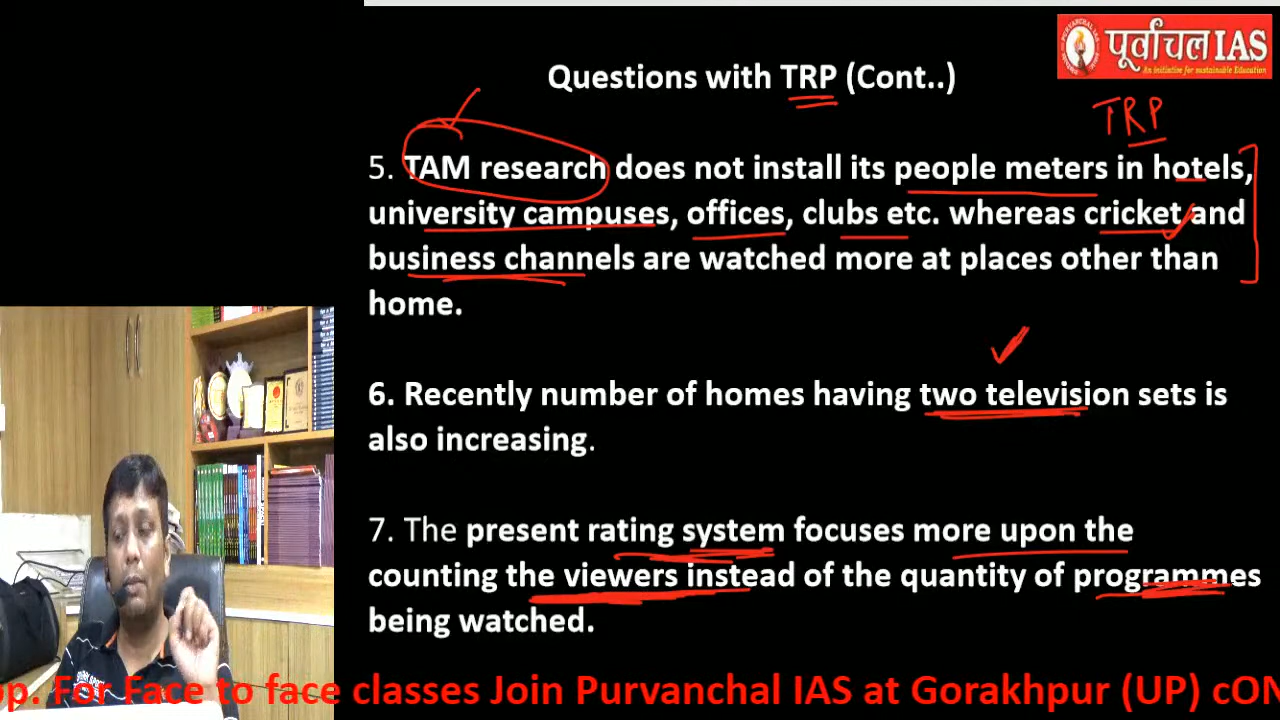 पूर्वांचल IAS
An initiative for sustainable Education
Questions with TRP (Cont..)
TRP
5. TAM research does not install its people meters in hotels,
university campuses, offices, clubs etc. whereas cricket and
business channels are watched more at places other than
home.
6. Recently number of homes having two television sets is
also increasing.
7. The present rating system focuses more upon the
counting the viewers instead of the quantity of programmes
being watched.
pp. For Face to face classes Join Purvanchal IAS at Gorakhpur (UP) cON